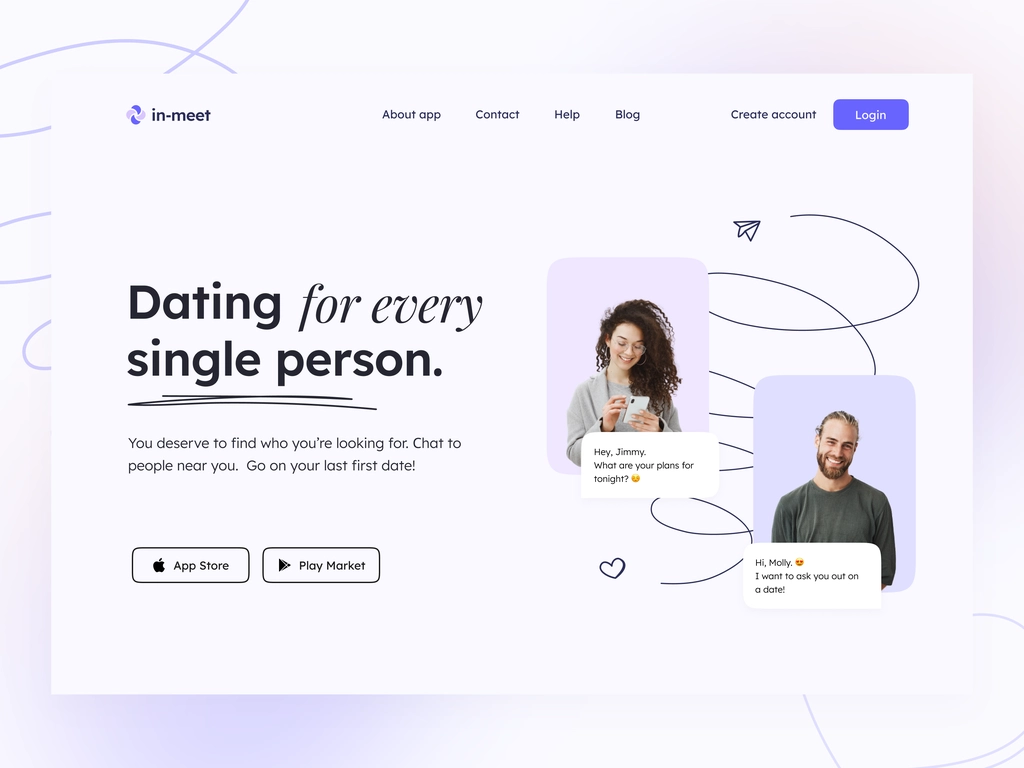 in-meet
About app
Contact
Help
Blog
Create account
Login
Dating for every
single person.
You deserve to find who you’re looking for. Chat to
people near you.  Go on your last first date!
App Store
Play Market
Hey, Jimmy.
What are your plans for
tonight? 😏
Hi, Molly. 😍
I want to ask you out on
a date!